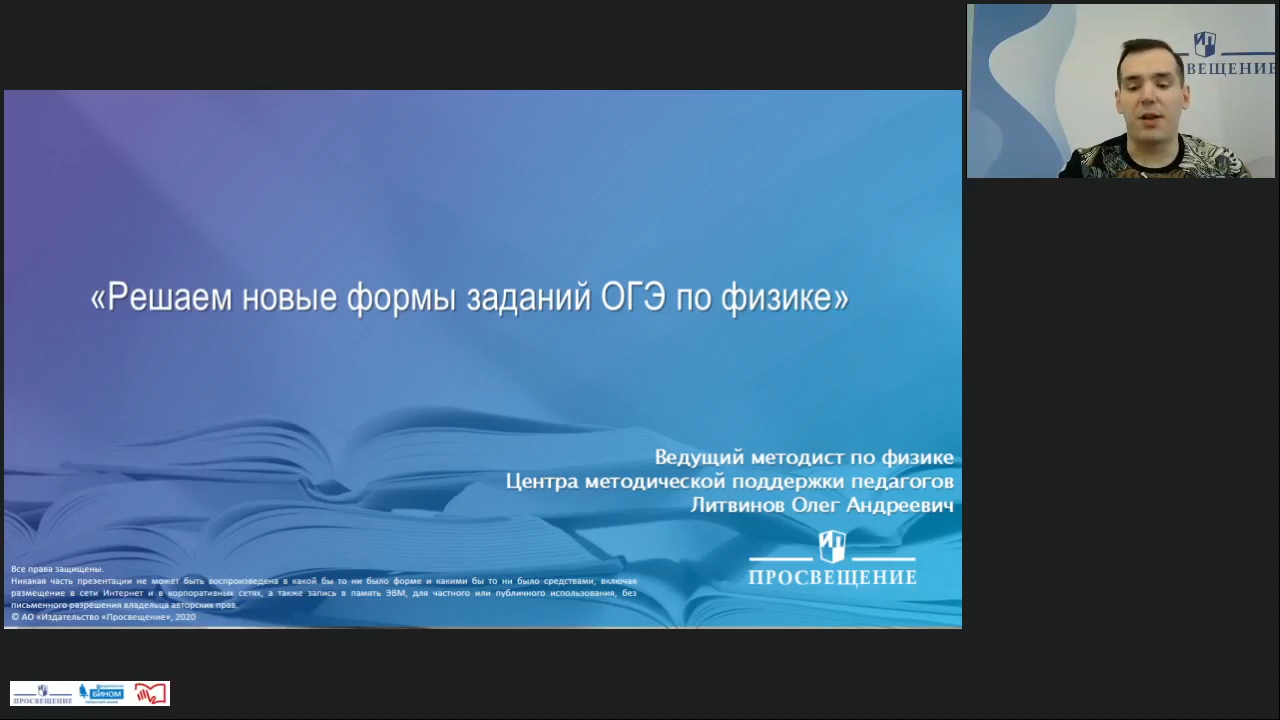 ИП
ВЕЩЕНИЕ
«Решаем новые формы заданий ОГЭ по физике»
Ведущий методист по физике
Центра методической поддержки педагогов
Литвинов Олег Андреевич
ИП
ПРОСВЕЩЕНИЕ
Все права защищены.
Никакая часть презентации не может быть воспроизведена в какой бы то ни было форме и какими бы то ни было средствами, включая
размещение в сети Интернет и в корпоративных сетях, а также запись в память ЭВМ, для частного или публичного использования, без
письменного разрешения владельца авторских прав.
© АО «Издательство «Просвещение», 2020
ПРОСВЕЩЕНИЕ
БИНОМ